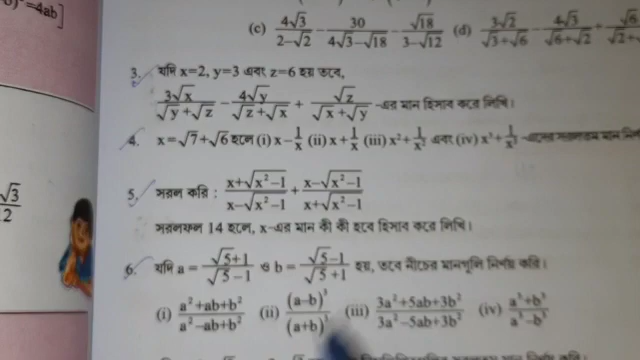 =4ab]
(c) 4√3/(2−√2) − 30/(4√3−√18) − √18/(3−√12) (d) 3√2/(√3+√6) − 4√3/(√6+√2) +
3. যদি x=2, y=3 এবং z=6 হয় তবে,
3√x/(√y+√z) − 4√y/(√z+√x) + √z/(√x+√y) -এর মান হিসাব করে লিখি।
4. x=√7+√6 হলে (i) x−1/x (ii) x+1/x (iii) x²+1/x² এবং (iv) x³+1/x³
5. সরল করি : (x+√(x²−1))/(x−√(x²−1)) + (x−√(x²−1))/(x+√(x²−1))
সরলফল 14 হলে, x-এর মান কী কী হবে হিসাব করে লিখি।
6. যদি a = (√5+1)/(√5−1) ও b = (√5−1)/(√5+1) হয়, তবে নীচের মানগুলি নির্ণয় করি।
(i) (a²+ab+b²)/(a²−ab+b²) (ii) (a−b)³/(a+b)³ (iii) (3a²+5ab+3b²)/(3a²−5ab+3b²) (iv) (a³+b³)/(a³−b³)